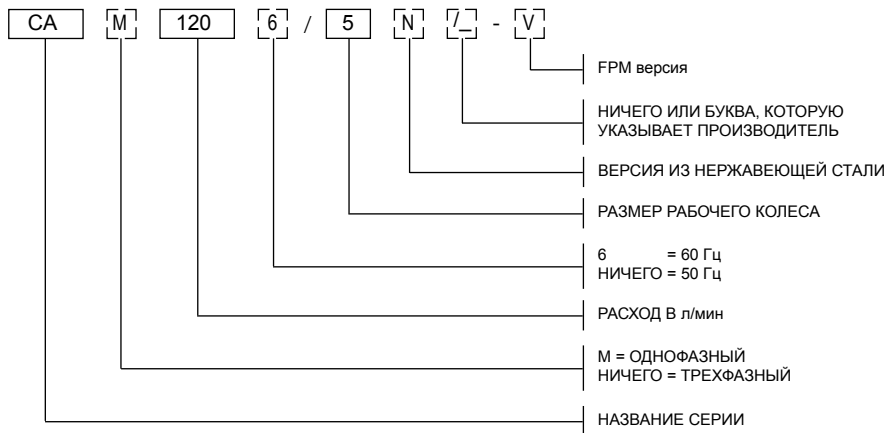 CA M 120 6 / 5 N /_ - V
FPM версия
НИЧЕГО ИЛИ БУКВА, КОТОРУЮ
УКАЗЫВАЕТ ПРОИЗВОДИТЕЛЬ
ВЕРСИЯ ИЗ НЕРЖАВЕЮЩЕЙ СТАЛИ
РАЗМЕР РАБОЧЕГО КОЛЕСА
6 = 60 Гц
НИЧЕГО = 50 Гц
РАСХОД В л/мин
М = ОДНОФАЗНЫЙ
НИЧЕГО = ТРЕХФАЗНЫЙ
НАЗВАНИЕ СЕРИИ